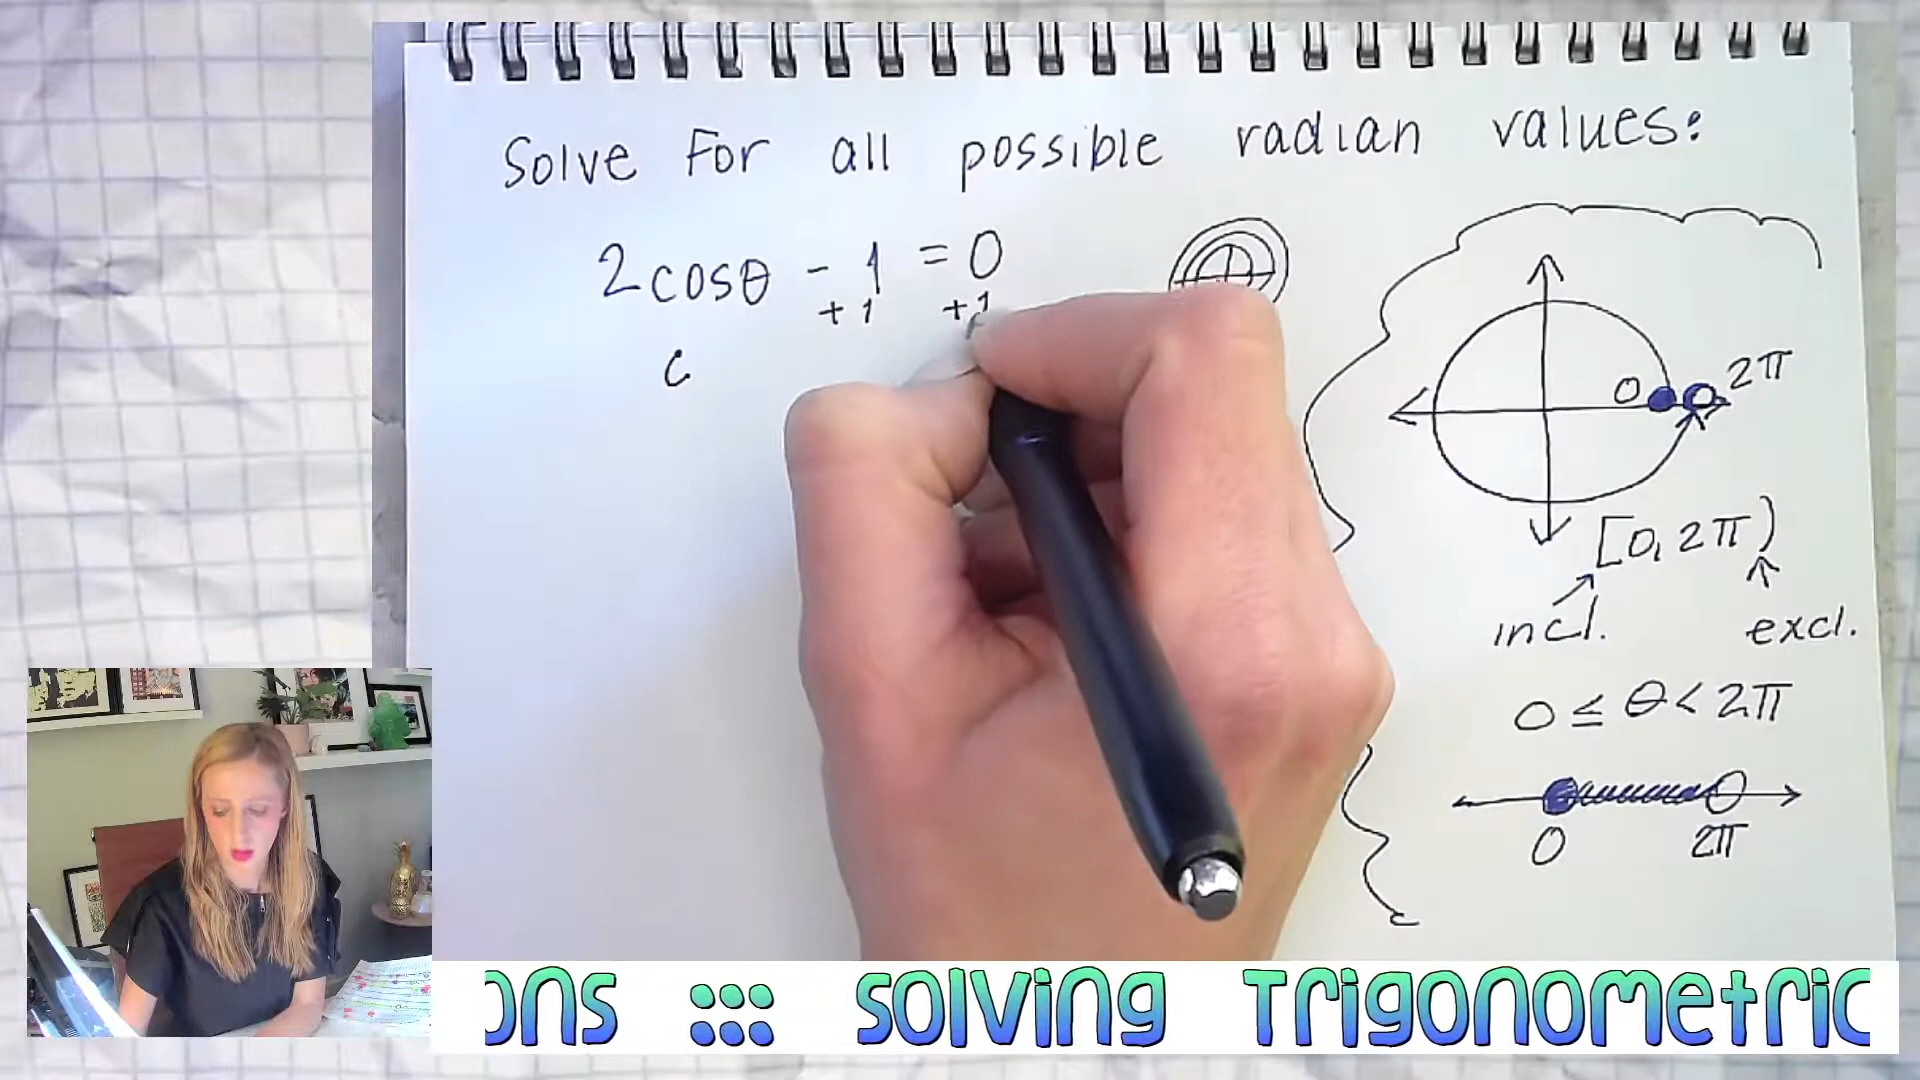 Solve For all possible radian values:
2cosθ - 1 = 0
+1 +1
c
0 2π
[0, 2π)
incl. excl.
0 ≤ θ < 2π
0 2π
ons ::: solving Trigonometric